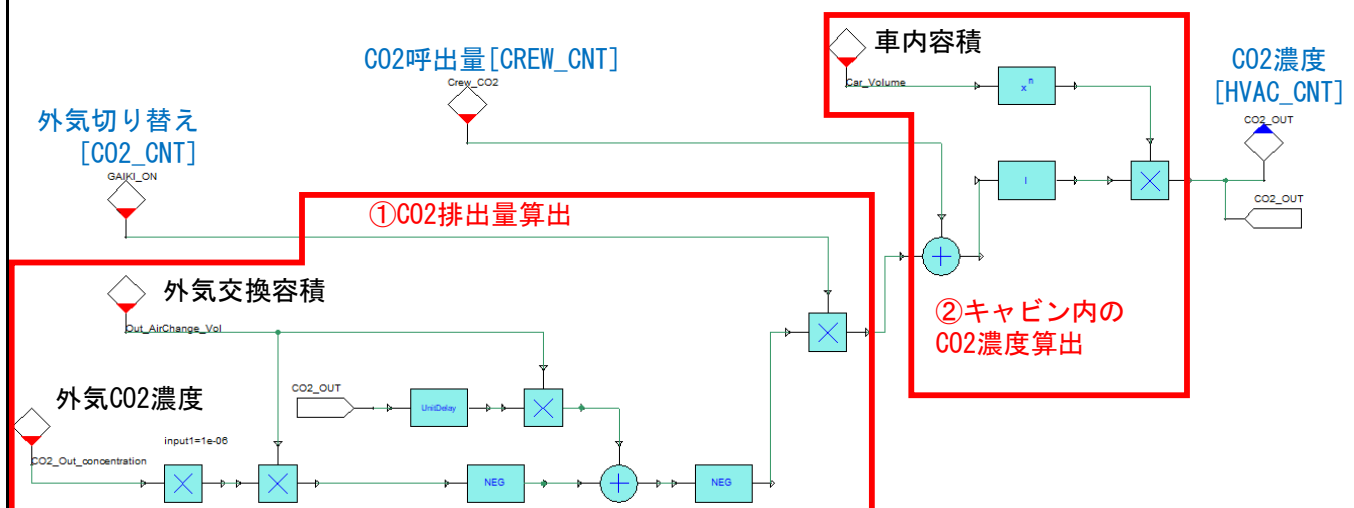 車内容積
CO2呼出量[CREW_CNT]
CO2濃度
[HVAC_CNT]
Crew_CO2
Car_Volume
x^n
CO2_OUT
外気切り替え
[CO2_CNT]
GAIKI_ON
I
CO2_OUT
①CO2排出量算出
外気交換容積
②キャビン内の
CO2濃度算出
Out_AirChange_Vol
CO2_OUT
UnitDelay
外気CO2濃度
input1=1e-06
CO2_Out_concentration
NEG
NEG